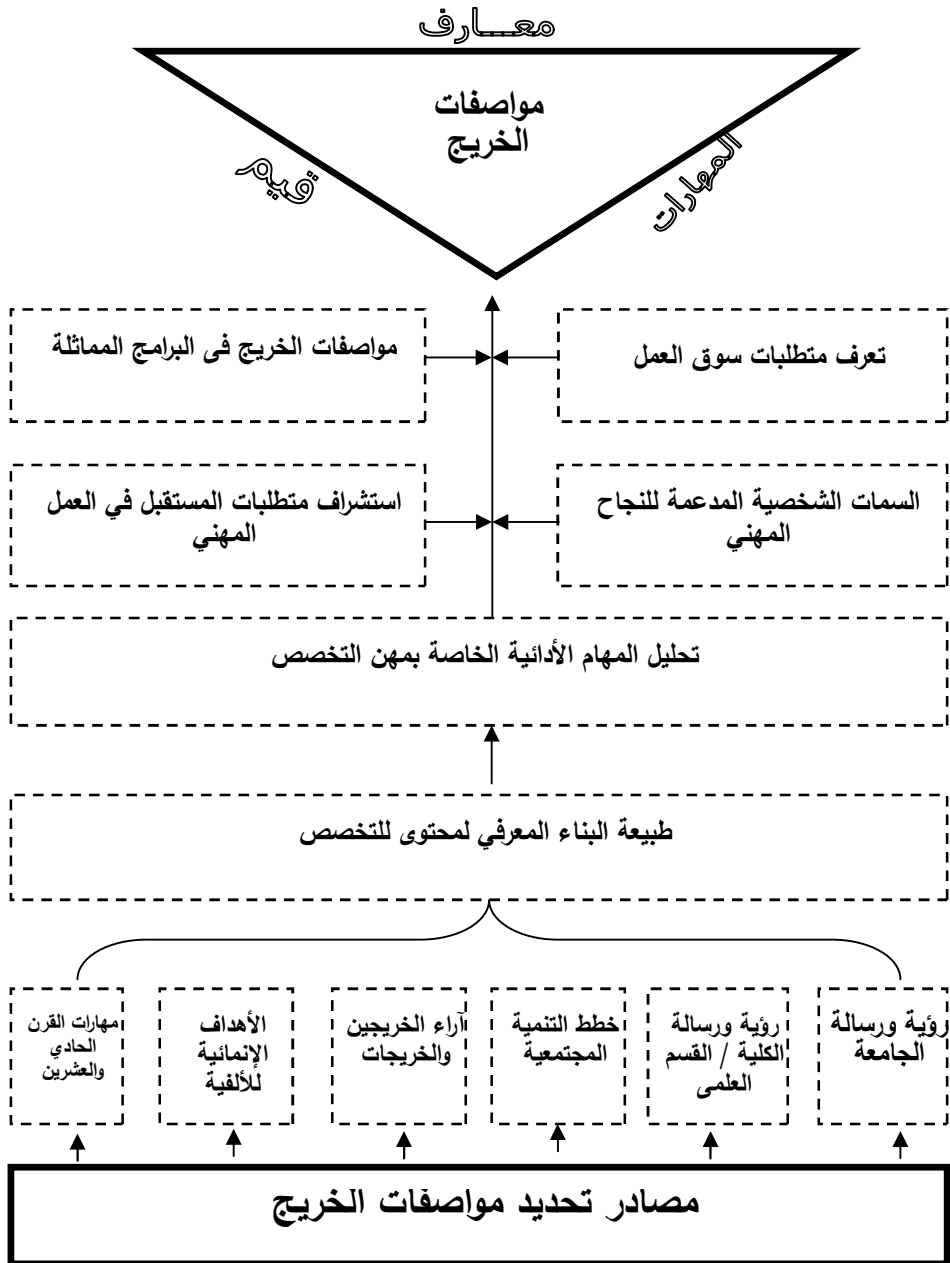 معـــارف
مواصفات
الخريج
المهارات
قيم
تعرف متطلبات سوق العمل
مواصفات الخريج فى البرامج المماثلة
السمات الشخصية المدعمة للنجاح
المهني
استشراف متطلبات المستقبل في العمل
المهني
تحليل المهام الأدائية الخاصة بمهن التخصص
طبيعة البناء المعرفي لمحتوى للتخصص
رؤية ورسالة
الجامعة
رؤية ورسالة
الكلية / القسم
العلمى
خطط التنمية
المجتمعية
آراء الخريجين
والخريجات
الأهداف
الإنمائية
للألفية
مهارات القرن
الحادي
والعشرين
مصادر تحديد مواصفات الخريج